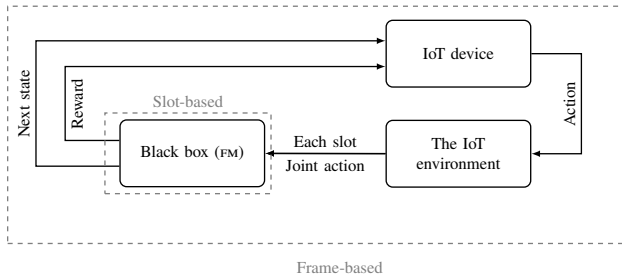 IoT device
Next state
Reward
Action
Slot-based
Black box (FM)
Each slot
Joint action
The IoT
environment
Frame-based